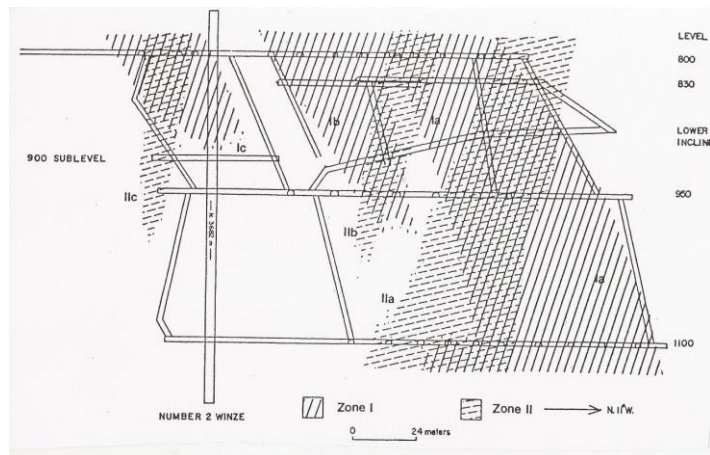 LEVEL
800
830
Ib
Ia
LOWER
INCLINE
Ic
900 SUBLEVEL
950
IIc
IIb
IIa
Ia
1100
NUMBER 2 WINZE
Zone I
Zone II
N. 11° W.
0 24 meters